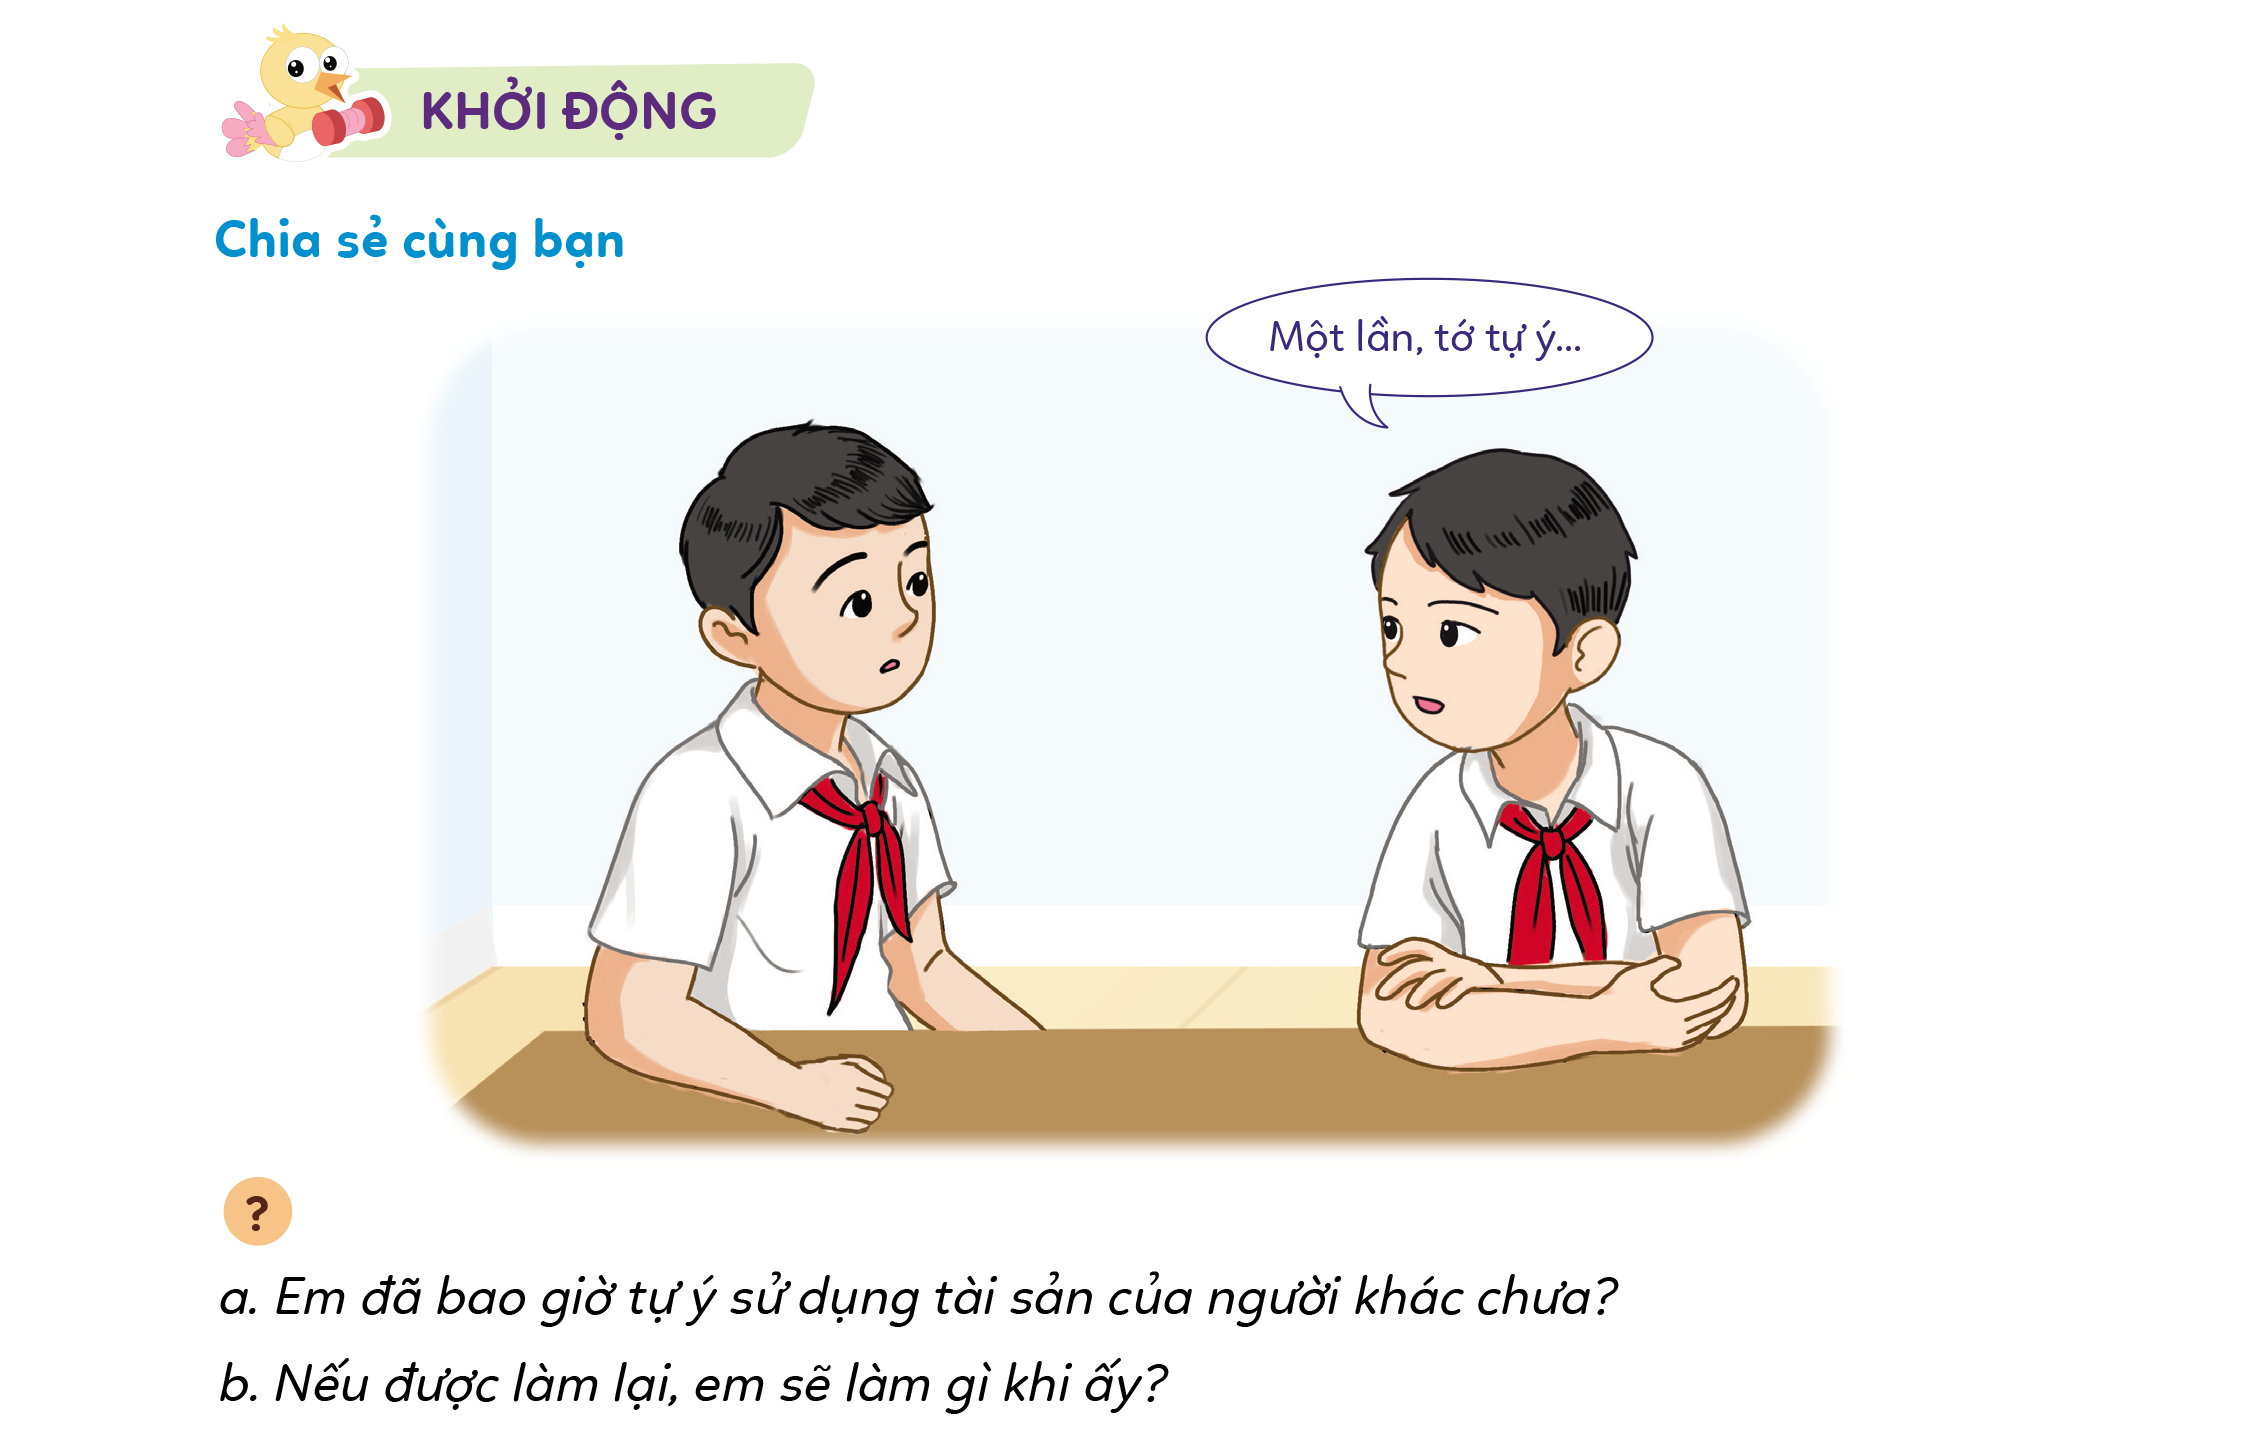 KHỞI ĐỘNG
Chia sẻ cùng bạn
Một lần, tớ tự ý...
?
a. Em đã bao giờ tự ý sử dụng tài sản của người khác chưa?
b. Nếu được làm lại, em sẽ làm gì khi ấy?